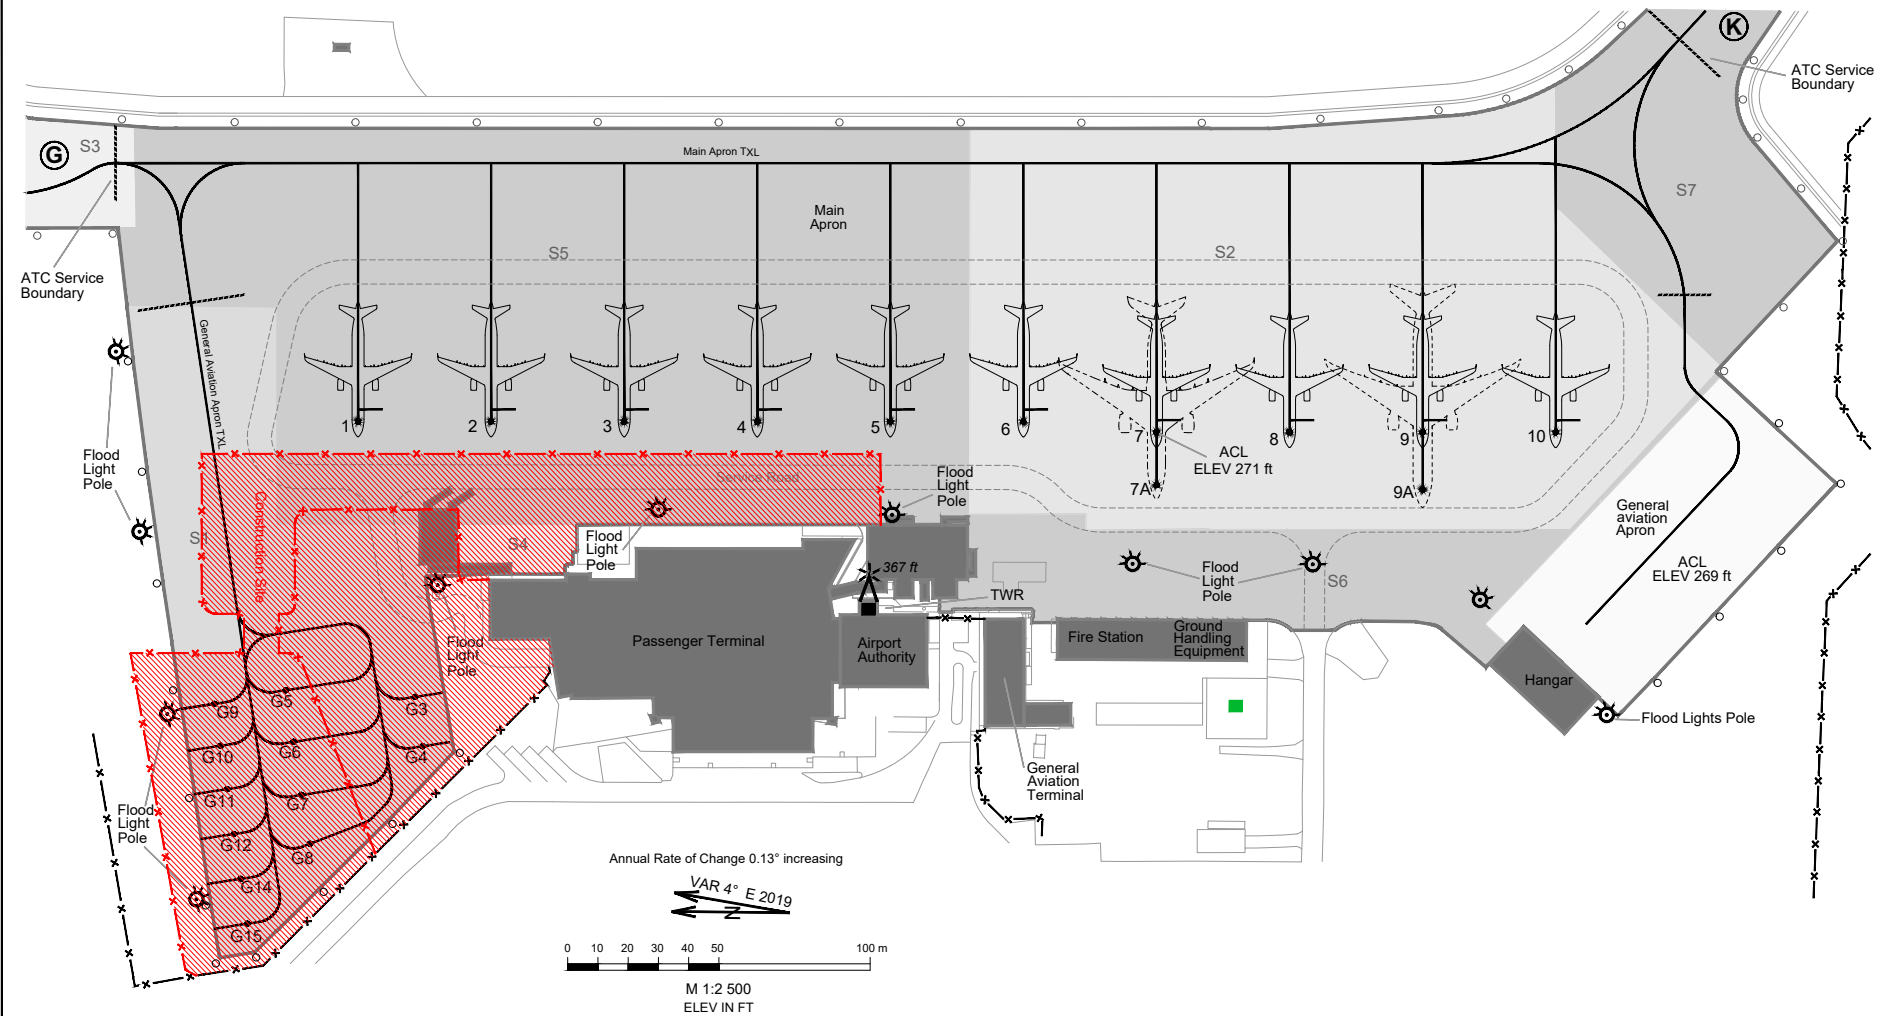 K
ATC Service
Boundary
G
S3
Main Apron TXL
S7
Main
Apron
S5
S2
ATC Service
Boundary
General Aviation Apron TXL
1
2
3
4
5
6
7
8
9
10
ACL
ELEV 271 ft
7A
9A
Flood
Light
Pole
Service Road
Flood
Light
Pole
Construction Site
S1
S4
Flood
Light
Pole
General
aviation
Apron
367 ft
TWR
Flood
Light
Pole
S6
ACL
ELEV 269 ft
Flood
Light
Pole
Passenger Terminal
Airport
Authority
Fire Station
Ground
Handling
Equipment
Hangar
Flood Lights Pole
G9
G5
G3
G10
G6
G4
G11
G7
G12
G8
G14
G15
Flood
Light
Pole
General
Aviation
Terminal
Annual Rate of Change 0.13° increasing
VAR 4° E 2019
N
0 10 20 30 40 50 100 m
M 1:2 500
ELEV IN FT